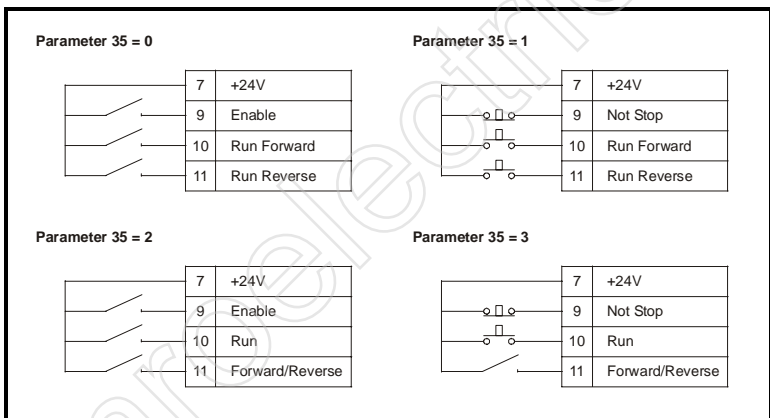 Parameter 35 = 0
7 +24V
9 Enable
10 Run Forward
11 Run Reverse
Parameter 35 = 1
7 +24V
9 Not Stop
10 Run Forward
11 Run Reverse
Parameter 35 = 2
7 +24V
9 Enable
10 Run
11 Forward/Reverse
Parameter 35 = 3
7 +24V
9 Not Stop
10 Run
11 Forward/Reverse
roelectric